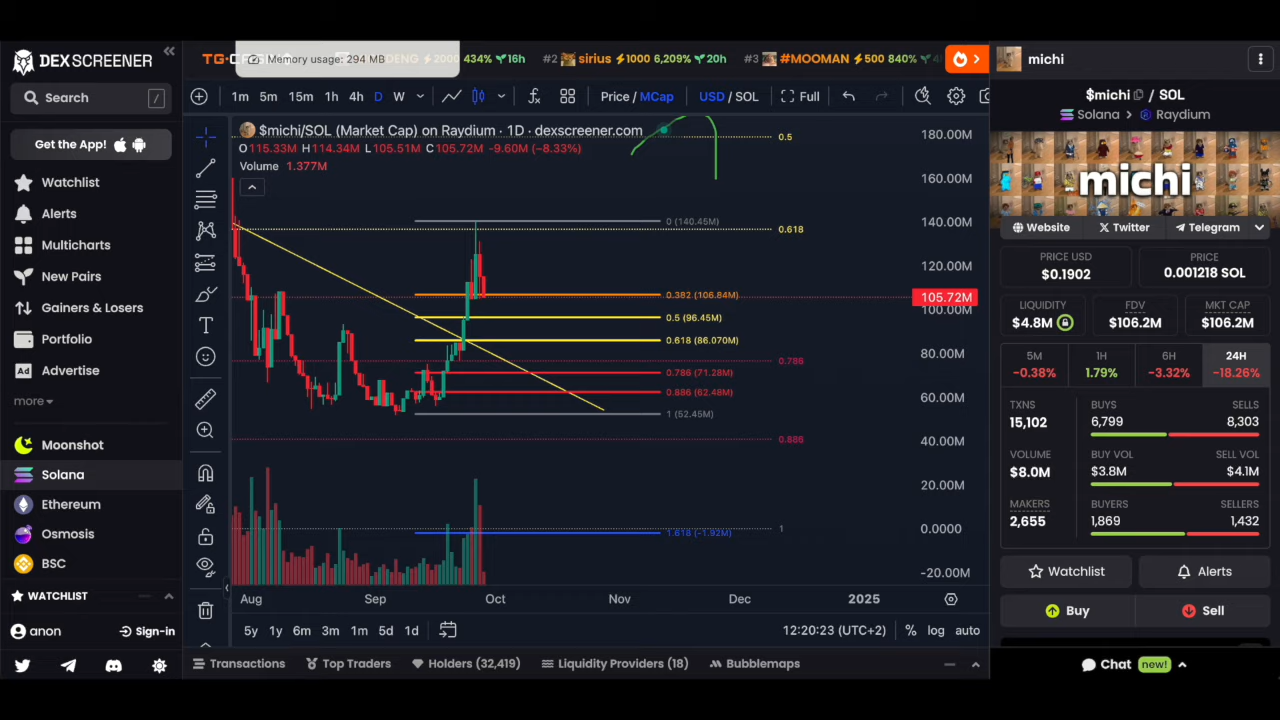 DEX SCREENER
Search
/
Get the App!
Watchlist
Alerts
Multicharts
New Pairs
Gainers & Losers
Portfolio
Advertise
more
Moonshot
Solana
Ethereum
Osmosis
BSC
WATCHLIST
anon
Sign-in
Memory usage: 294 MB
434% 16h
#2 sirius 1000 6,209% 20h
#3 #MOOMAN 500 840%
1m 5m 15m 1h 4h D W
Price / MCap
USD / SOL
Full
$michi/SOL (Market Cap) on Raydium · 1D · dexscreener.com
O115.33M H114.34M L105.51M C105.72M -9.60M (−8.33%)
Volume 1.377M
0.5
0 (140.45M)
0.618
0.382 (106.84M)
0.5 (96.45M)
0.618 (86.070M)
0.786
0.786 (71.28M)
0.886 (62.48M)
1 (52.45M)
0.886
1
1.618 (-1.92M)
180.00M
160.00M
140.00M
120.00M
105.72M
100.00M
80.00M
60.00M
40.00M
20.00M
0.0000
-20.00M
Aug Sep Oct Nov Dec 2025
5y 1y 6m 3m 1m 5d 1d
12:20:23 (UTC+2)
% log auto
Transactions
Top Traders
Holders (32,419)
Liquidity Providers (18)
Bubblemaps
michi
$michi / SOL
Solana > Raydium
michi
Website
Twitter
Telegram
PRICE USD
$0.1902
PRICE
0.001218 SOL
LIQUIDITY
$4.8M
FDV
$106.2M
MKT CAP
$106.2M
5M
-0.38%
1H
1.79%
6H
-3.32%
24H
-18.26%
TXNS
15,102
BUYS
6,799
SELLS
8,303
VOLUME
$8.0M
BUY VOL
$3.8M
SELL VOL
$4.1M
MAKERS
2,655
BUYERS
1,869
SELLERS
1,432
Watchlist
Alerts
Buy
Sell
Chat new!